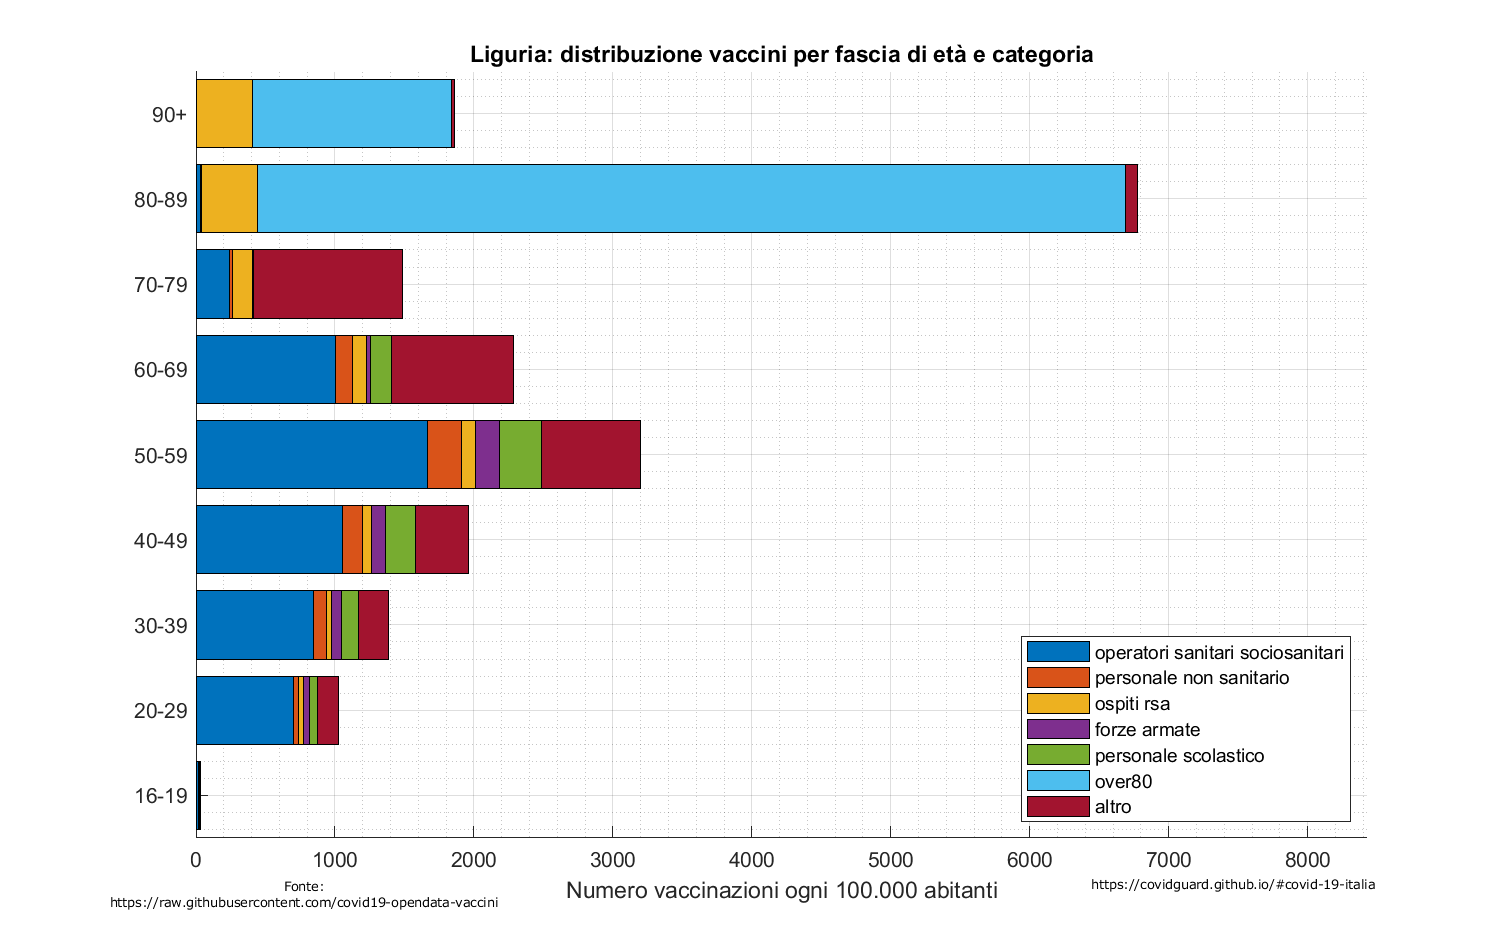 Liguria: distribuzione vaccini per fascia di età e categoria
90+
80-89
70-79
60-69
50-59
40-49
30-39
20-29
16-19
operatori sanitari sociosanitari
personale non sanitario
ospiti rsa
forze armate
personale scolastico
over80
altro
0 1000 2000 3000 4000 5000 6000 7000 8000
Numero vaccinazioni ogni 100.000 abitanti
Fonte:
https://raw.githubusercontent.com/covid19-opendata-vaccini
https://covidguard.github.io/#covid-19-italia